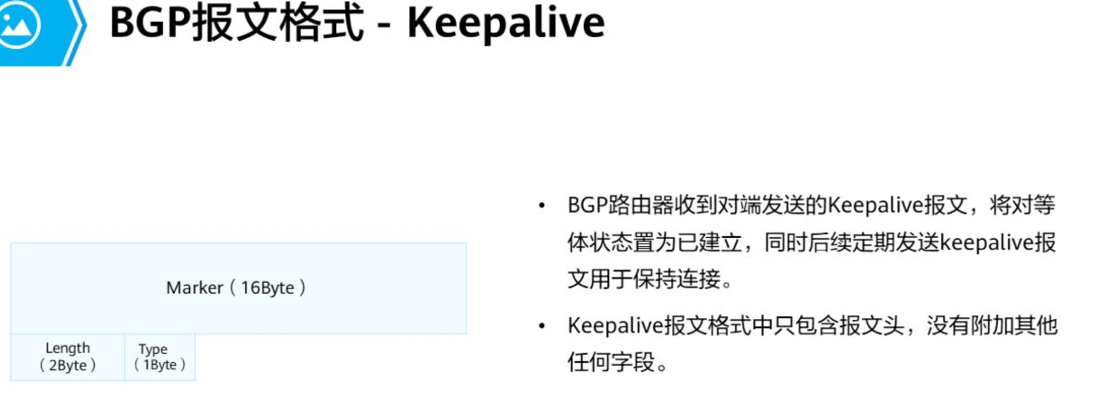 BGP报文格式 - Keepalive
Marker（16Byte）
Length
（2Byte）
Type
（1Byte）
• BGP路由器收到对端发送的Keepalive报文，将对等
体状态置为已建立，同时后续定期发送keepalive报
文用于保持连接。
• Keepalive报文格式中只包含报文头，没有附加其他
任何字段。